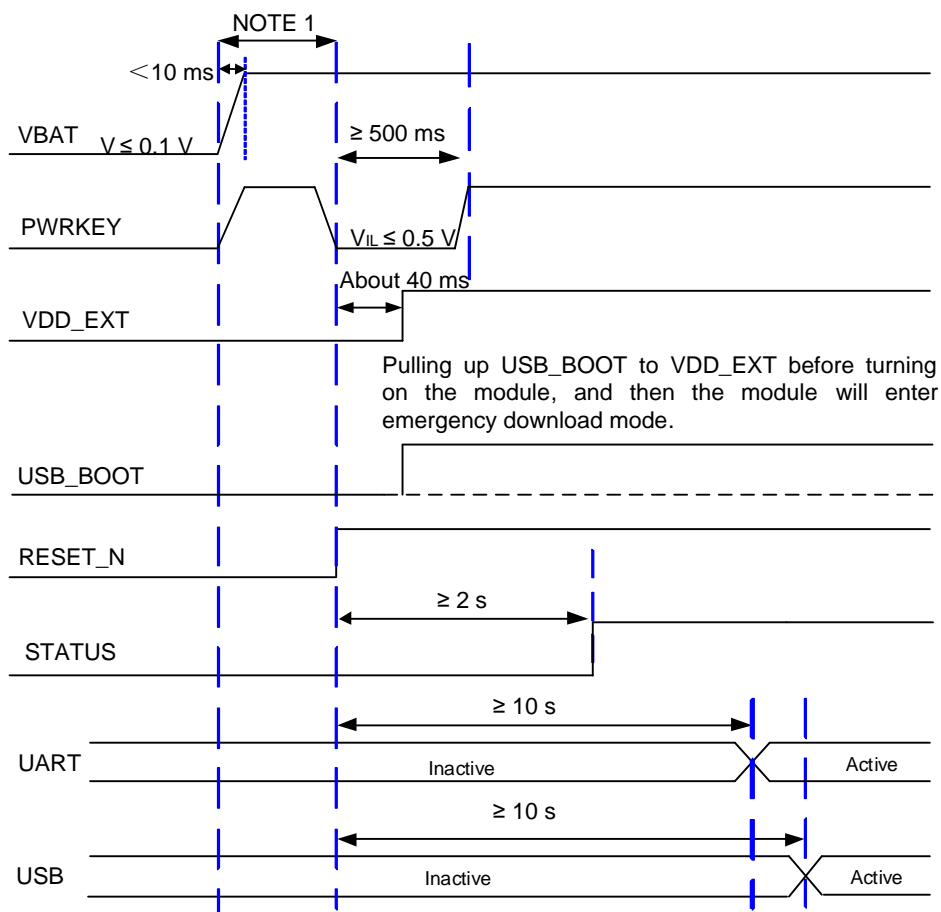 NOTE 1
＜10 ms
VBAT
V ≤ 0.1 V
≥ 500 ms
PWRKEY
VIL ≤ 0.5 V
About 40 ms
VDD_EXT
Pulling up USB_BOOT to VDD_EXT before turning
on the module, and then the module will enter
emergency download mode.
USB_BOOT
RESET_N
≥ 2 s
STATUS
≥ 10 s
UART
Inactive
Active
≥ 10 s
USB
Inactive
Active